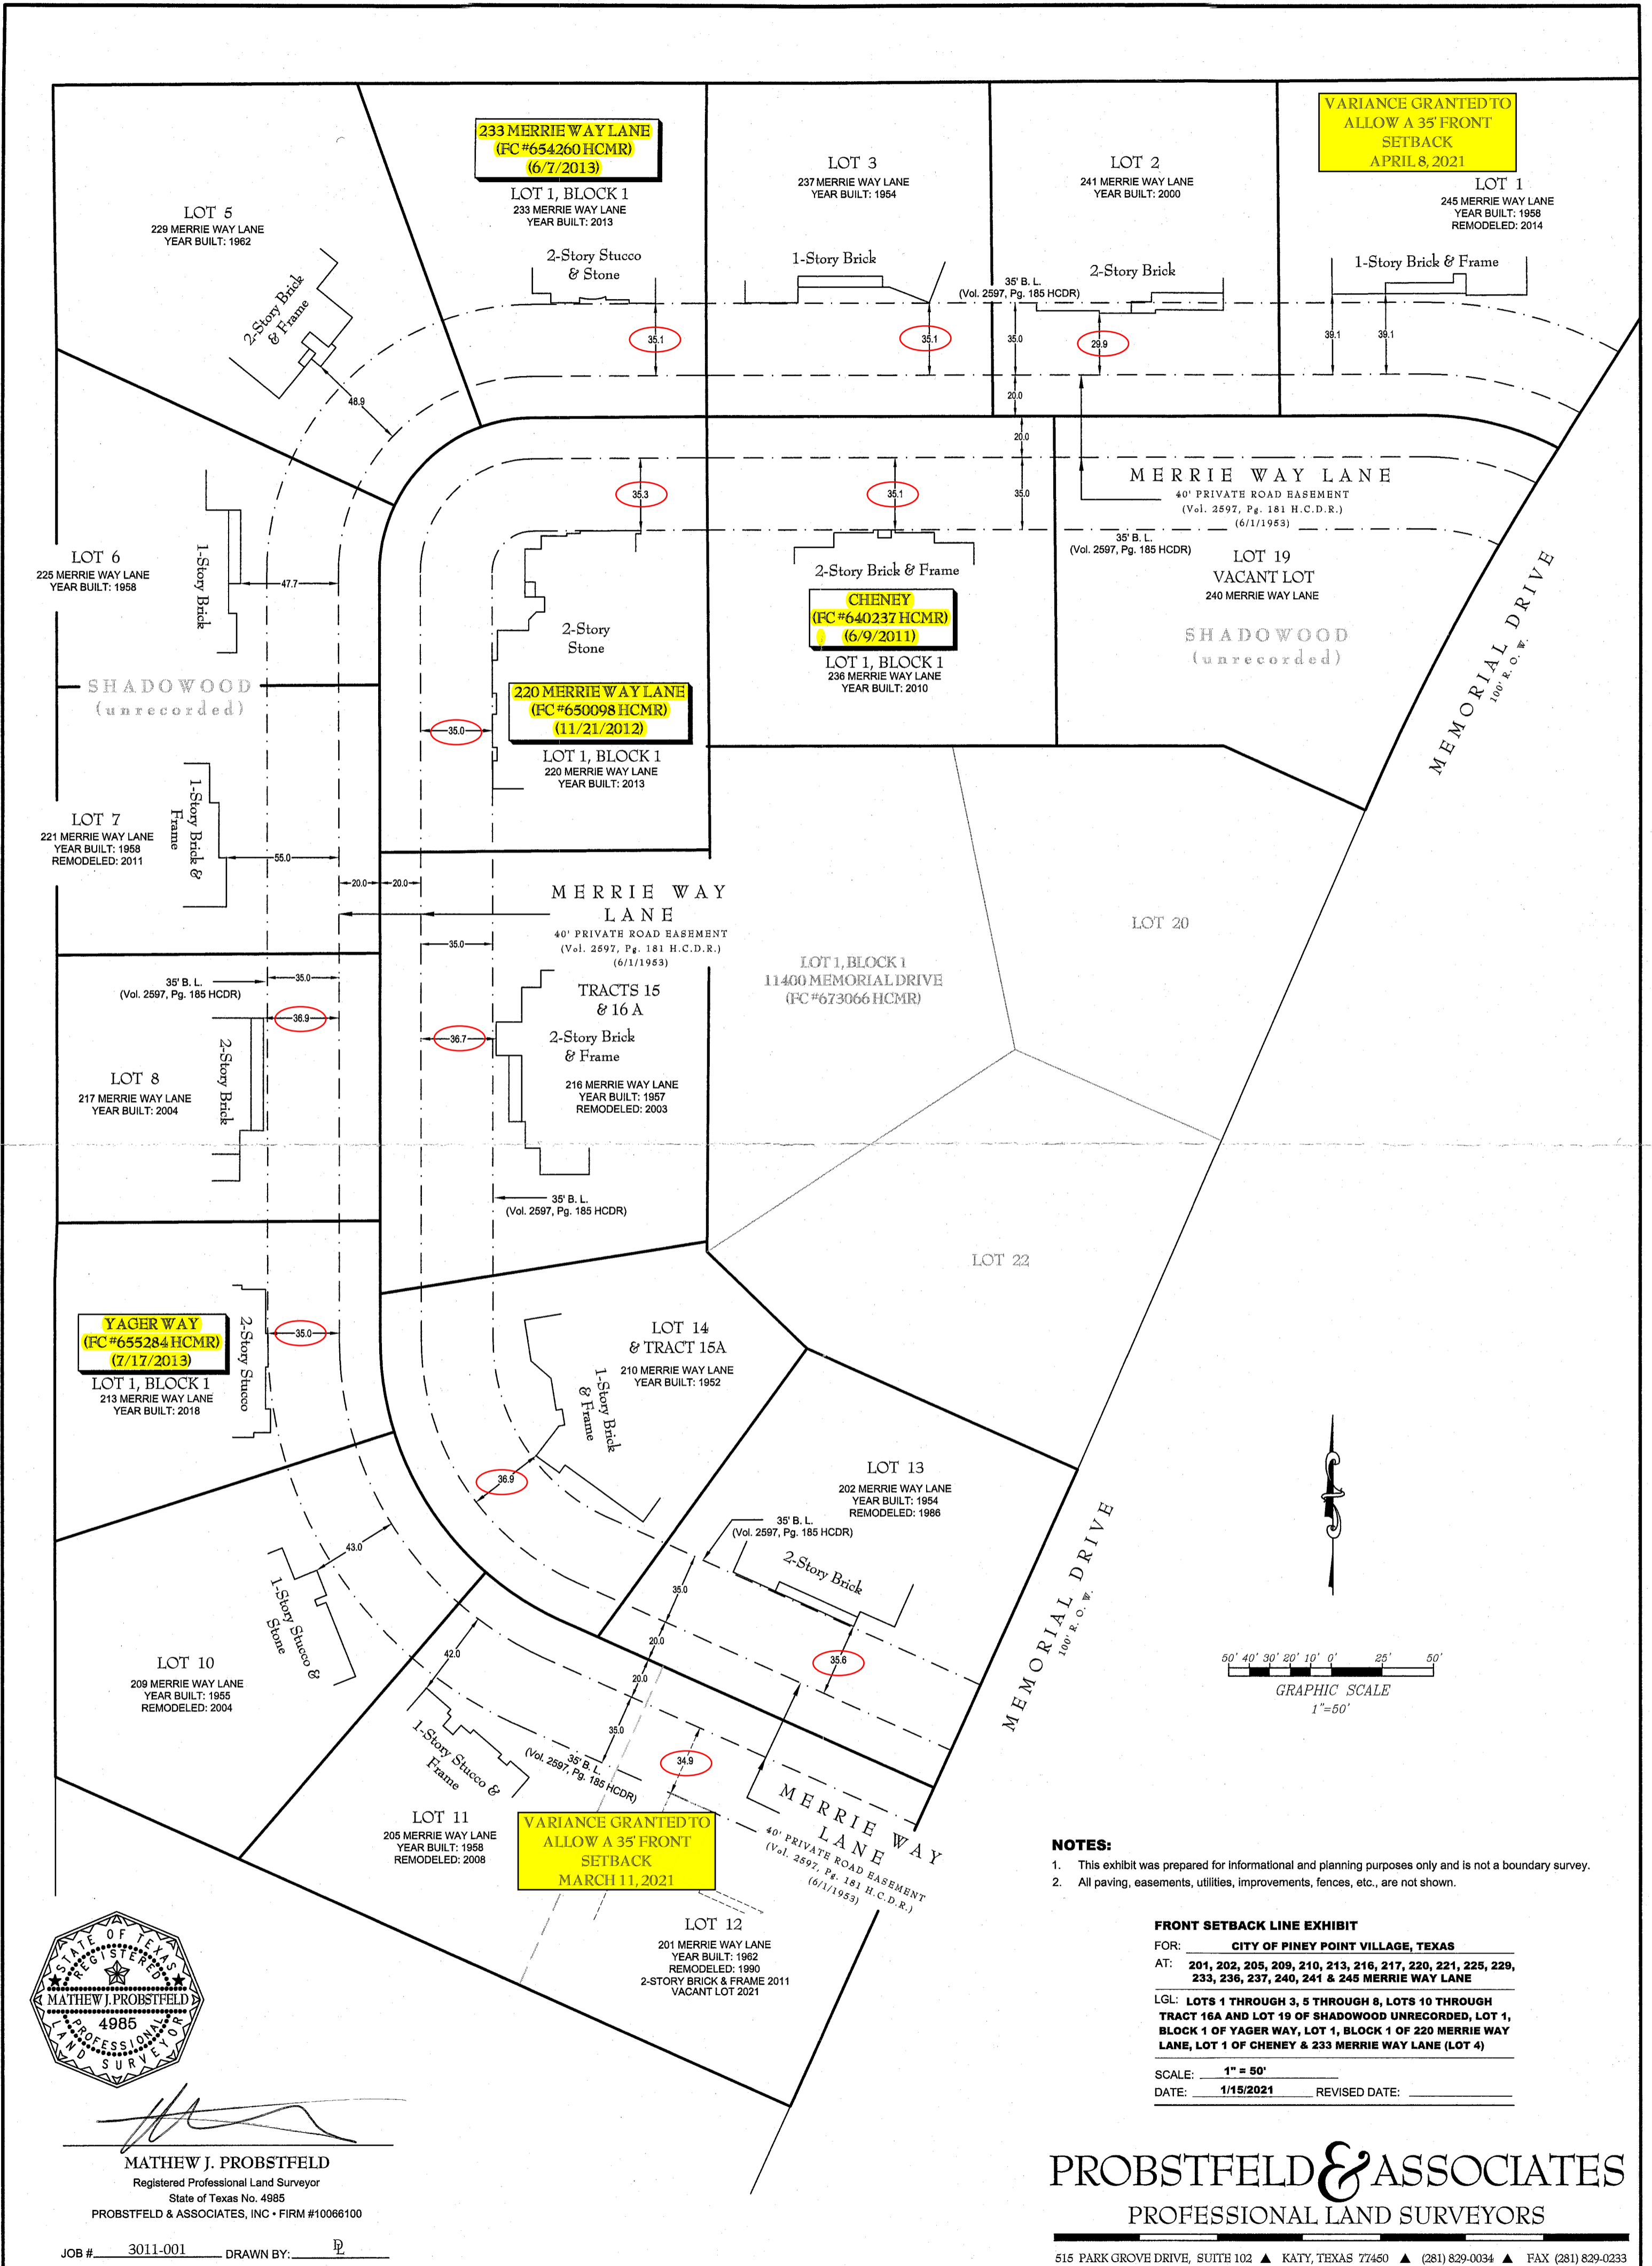 VARIANCE GRANTED TO
ALLOW A 35' FRONT
SETBACK
APRIL 8, 2021
LOT 1
245 MERRIE WAY LANE
YEAR BUILT: 1958
REMODELED: 2014
1-Story Brick & Frame
39.1
39.1
LOT 2
241 MERRIE WAY LANE
YEAR BUILT: 2000
2-Story Brick
35' B. L.
(Vol. 2597, Pg. 185 HCDR)
35.0
29.9
20.0
20.0
35.0
LOT 3
237 MERRIE WAY LANE
YEAR BUILT: 1954
1-Story Brick
35.1
233 MERRIE WAY LANE
(FC #654260 HCMR)
(6/7/2013)
LOT 1, BLOCK 1
233 MERRIE WAY LANE
YEAR BUILT: 2013
2-Story Stucco
& Stone
35.1
LOT 5
229 MERRIE WAY LANE
YEAR BUILT: 1962
2-Story Brick
& Frame
48.9
MERRIE WAY LANE
40' PRIVATE ROAD EASEMENT
(Vol. 2597, Pg. 181 H.C.D.R.)
(6/1/1953)
35' B. L.
(Vol. 2597, Pg. 185 HCDR)
LOT 19
VACANT LOT
240 MERRIE WAY LANE
SHADOWOOD
(unrecorded)
MEMORIAL DRIVE
100' R. O. W.
35.1
2-Story Brick & Frame
CHENEY
(FC #640237 HCMR)
(6/9/2011)
LOT 1, BLOCK 1
236 MERRIE WAY LANE
YEAR BUILT: 2010
35.3
2-Story
Stone
220 MERRIE WAY LANE
(FC #650098 HCMR)
(11/21/2012)
35.0
LOT 1, BLOCK 1
220 MERRIE WAY LANE
YEAR BUILT: 2013
LOT 6
225 MERRIE WAY LANE
YEAR BUILT: 1958
1-Story Brick
47.7
SHADOWOOD
(unrecorded)
LOT 7
221 MERRIE WAY LANE
YEAR BUILT: 1958
REMODELED: 2011
1-Story Brick &
Frame
55.0
20.0
20.0
MERRIE WAY
LANE
40' PRIVATE ROAD EASEMENT
(Vol. 2597, Pg. 181 H.C.D.R.)
(6/1/1953)
35.0
LOT 20
LOT 1, BLOCK 1
11400 MEMORIAL DRIVE
(FC #673066 HCMR)
35' B. L.
(Vol. 2597, Pg. 185 HCDR)
35.0
36.9
2-Story Brick
LOT 8
217 MERRIE WAY LANE
YEAR BUILT: 2004
TRACTS 15
& 16 A
2-Story Brick
& Frame
36.7
216 MERRIE WAY LANE
YEAR BUILT: 1957
REMODELED: 2003
35' B. L.
(Vol. 2597, Pg. 185 HCDR)
LOT 22
YAGER WAY
(FC #655284 HCMR)
(7/17/2013)
LOT 1, BLOCK 1
213 MERRIE WAY LANE
YEAR BUILT: 2018
2-Story Stucco
35.0
LOT 14
& TRACT 15A
210 MERRIE WAY LANE
YEAR BUILT: 1952
1-Story Brick
& Frame
36.9
LOT 13
202 MERRIE WAY LANE
YEAR BUILT: 1954
REMODELED: 1986
35' B. L.
(Vol. 2597, Pg. 185 HCDR)
2-Story Brick
35.0
20.0
20.0
35.0
35.6
MEMORIAL DRIVE
100' R. O. W.
43.0
1-Story Stucco &
Stone
LOT 10
209 MERRIE WAY LANE
YEAR BUILT: 1955
REMODELED: 2004
42.0
1-Story Stucco &
Frame
35' B. L.
(Vol. 2597, Pg. 185 HCDR)
34.9
LOT 11
205 MERRIE WAY LANE
YEAR BUILT: 1958
REMODELED: 2008
VARIANCE GRANTED TO
ALLOW A 35' FRONT
SETBACK
MARCH 11, 2021
MERRIE WAY
LANE
40' PRIVATE ROAD EASEMENT
(Vol. 2597, Pg. 181 H.C.D.R.)
(6/1/1953)
LOT 12
201 MERRIE WAY LANE
YEAR BUILT: 1962
REMODELED: 1990
2-STORY BRICK & FRAME 2011
VACANT LOT 2021
50' 40' 30' 20' 10' 0' 25' 50'
GRAPHIC SCALE
1"=50'
NOTES:
1. This exhibit was prepared for informational and planning purposes only and is not a boundary survey.
2. All paving, easements, utilities, improvements, fences, etc., are not shown.
FRONT SETBACK LINE EXHIBIT
FOR: CITY OF PINEY POINT VILLAGE, TEXAS
AT: 201, 202, 205, 209, 210, 213, 216, 217, 220, 221, 225, 229,
233, 236, 237, 240, 241 & 245 MERRIE WAY LANE
LGL: LOTS 1 THROUGH 3, 5 THROUGH 8, LOTS 10 THROUGH
TRACT 16A AND LOT 19 OF SHADOWOOD UNRECORDED, LOT 1,
BLOCK 1 OF YAGER WAY, LOT 1, BLOCK 1 OF 220 MERRIE WAY
LANE, LOT 1 OF CHENEY & 233 MERRIE WAY LANE (LOT 4)
SCALE: 1" = 50'
DATE: 1/15/2021 REVISED DATE:
STATE OF TEXAS
REGISTERED
MATHEW J. PROBSTFELD
4985
PROFESSIONAL
LAND SURVEYOR
MATHEW J. PROBSTFELD
Registered Professional Land Surveyor
State of Texas No. 4985
PROBSTFELD & ASSOCIATES, INC • FIRM #10066100
JOB # 3011-001 DRAWN BY: PL
PROBSTFELD & ASSOCIATES
PROFESSIONAL LAND SURVEYORS
515 PARK GROVE DRIVE, SUITE 102 ▲ KATY, TEXAS 77450 ▲ (281) 829-0034 ▲ FAX (281) 829-0233